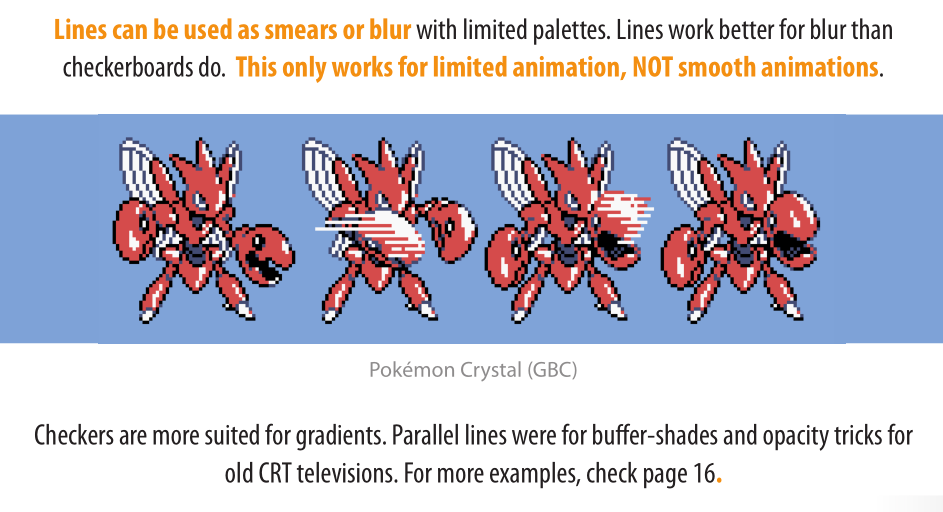 Lines can be used as smears or blur with limited palettes. Lines work better for blur than
checkerboards do. This only works for limited animation, NOT smooth animations.
Pokémon Crystal (GBC)
Checkers are more suited for gradients. Parallel lines were for buffer-shades and opacity tricks for
old CRT televisions. For more examples, check page 16.